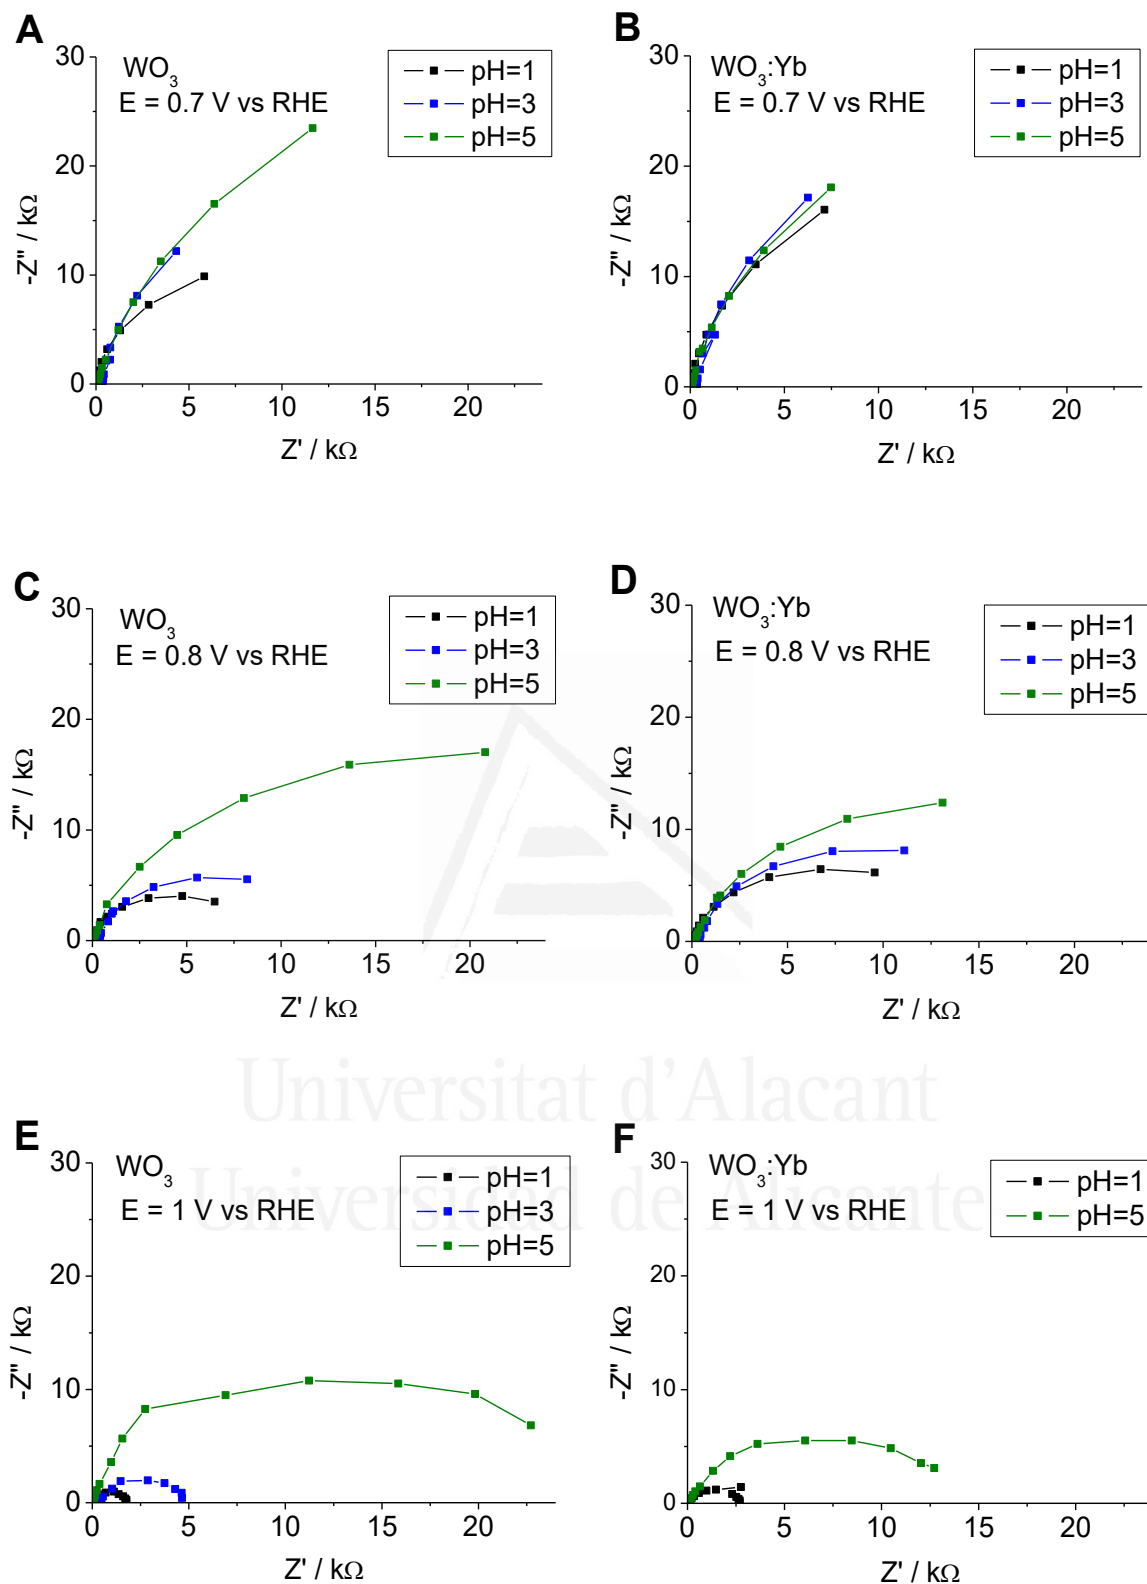 A
WO3
E = 0.7 V vs RHE
pH=1
pH=3
pH=5
30
20
10
0
-Z'' / kΩ
0 5 10 15 20
Z' / kΩ
B
WO3:Yb
E = 0.7 V vs RHE
pH=1
pH=3
pH=5
30
20
10
0
-Z'' / kΩ
0 5 10 15 20
Z' / kΩ
C
WO3
E = 0.8 V vs RHE
pH=1
pH=3
pH=5
30
20
10
0
-Z'' / kΩ
0 5 10 15 20
Z' / kΩ
D
WO3:Yb
E = 0.8 V vs RHE
pH=1
pH=3
pH=5
30
20
10
0
-Z'' / kΩ
0 5 10 15 20
Z' / kΩ
Universitat d'Alacant
Universidad de Alicante
E
WO3
E = 1 V vs RHE
pH=1
pH=3
pH=5
30
20
10
0
-Z'' / kΩ
0 5 10 15 20
Z' / kΩ
F
WO3:Yb
E = 1 V vs RHE
pH=1
pH=5
30
20
10
0
-Z'' / kΩ
0 5 10 15 20
Z' / kΩ